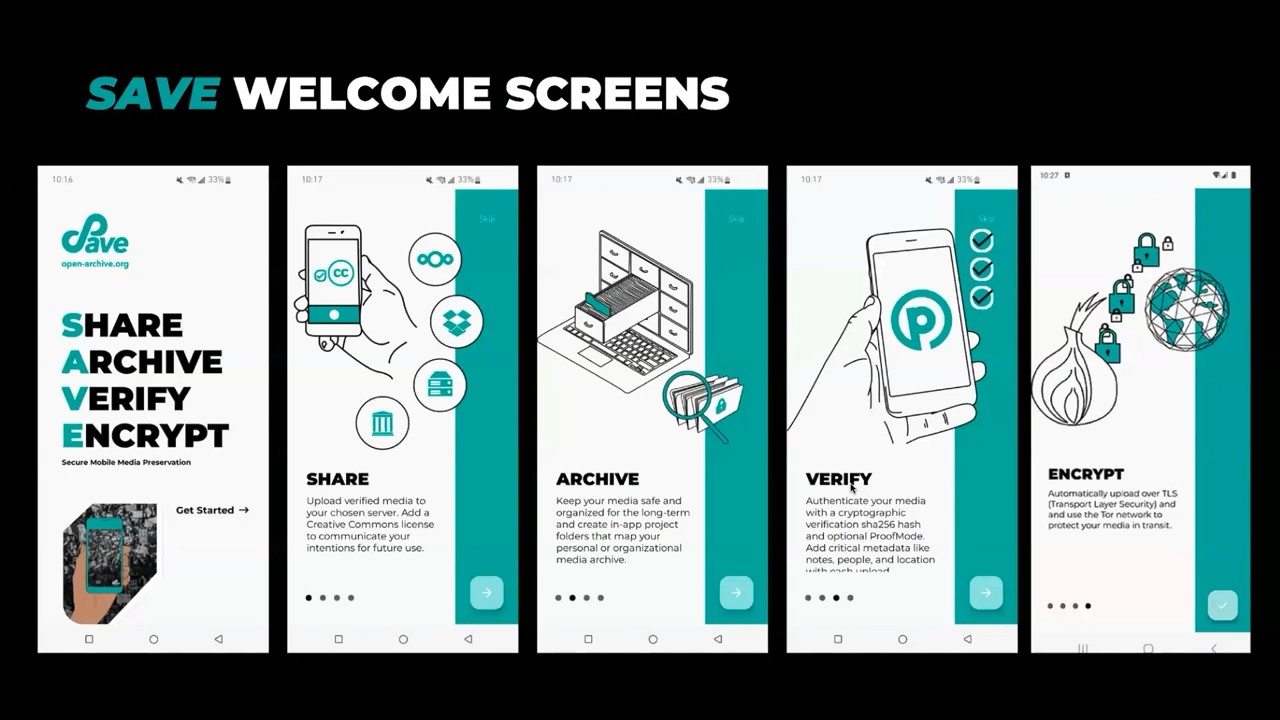 SAVE WELCOME SCREENS
10:16
33%
Save
open-archive.org
SHARE
ARCHIVE
VERIFY
ENCRYPT
Secure Mobile Media Preservation
Get Started →
10:17
33%
Skip
CC
SHARE
Upload verified media to
your chosen server. Add a
Creative Commons license
to communicate your
intentions for future use.
10:17
33%
Skip
ARCHIVE
Keep your media safe and
organized for the long-term
and create in-app project
folders that map your
personal or organizational
media archive.
10:17
33%
Skip
VERIFY
Authenticate your media
with a cryptographic
verification sha256 hash
and optional ProofMode.
Add critical metadata like
notes, people, and location
with each upload.
10:27
ENCRYPT
Automatically upload over TLS
(Transport Layer Security) and
and use the Tor network to
protect your media in transit.